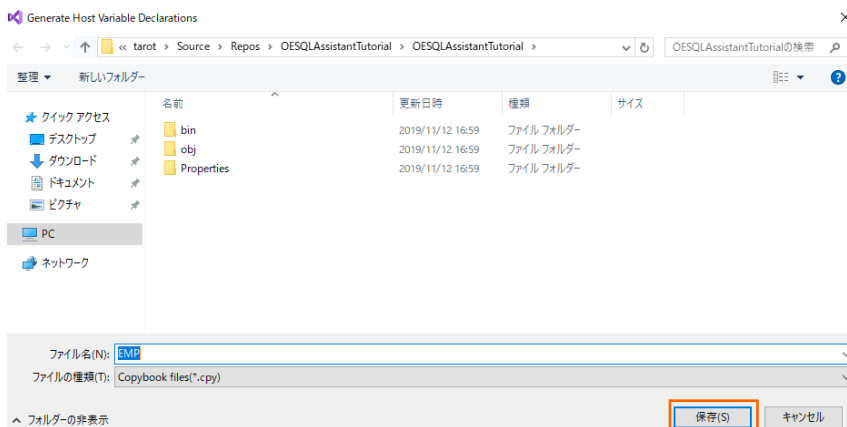 Generate Host Variable Declarations
« tarot › Source › Repos › OESQLAssistantTutorial › OESQLAssistantTutorial ›
OESQLAssistantTutorialの検索
整理 新しいフォルダー
名前 更新日時 種類 サイズ
クイック アクセス
デスクトップ
ダウンロード
ドキュメント
ピクチャ
PC
ネットワーク
bin 2019/11/12 16:59 ファイル フォルダー
obj 2019/11/12 16:59 ファイル フォルダー
Properties 2019/11/12 16:59 ファイル フォルダー
ファイル名(N): EMP
ファイルの種類(T): Copybook files(*.cpy)
フォルダーの非表示
保存(S) キャンセル